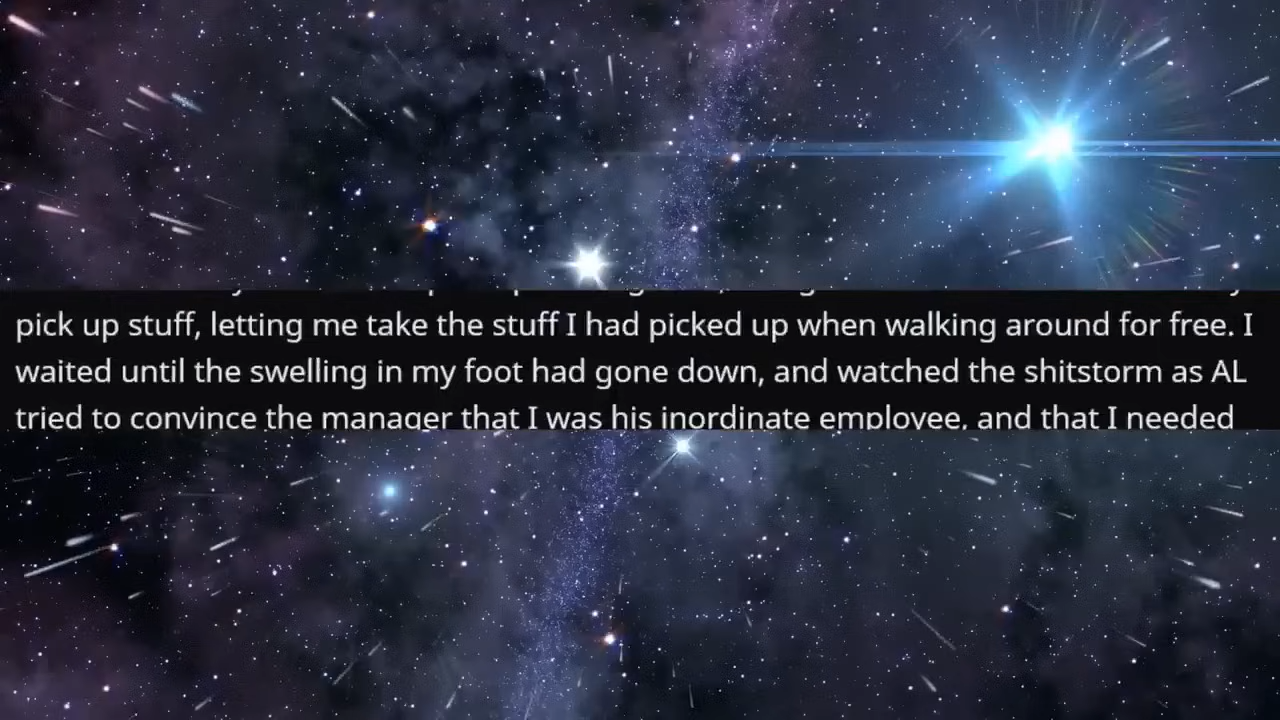 pick up stuff, letting me take the stuff I had picked up when walking around for free. I
waited until the swelling in my foot had gone down, and watched the shitstorm as AL
tried to convince the manager that I was his inordinate employee, and that I needed